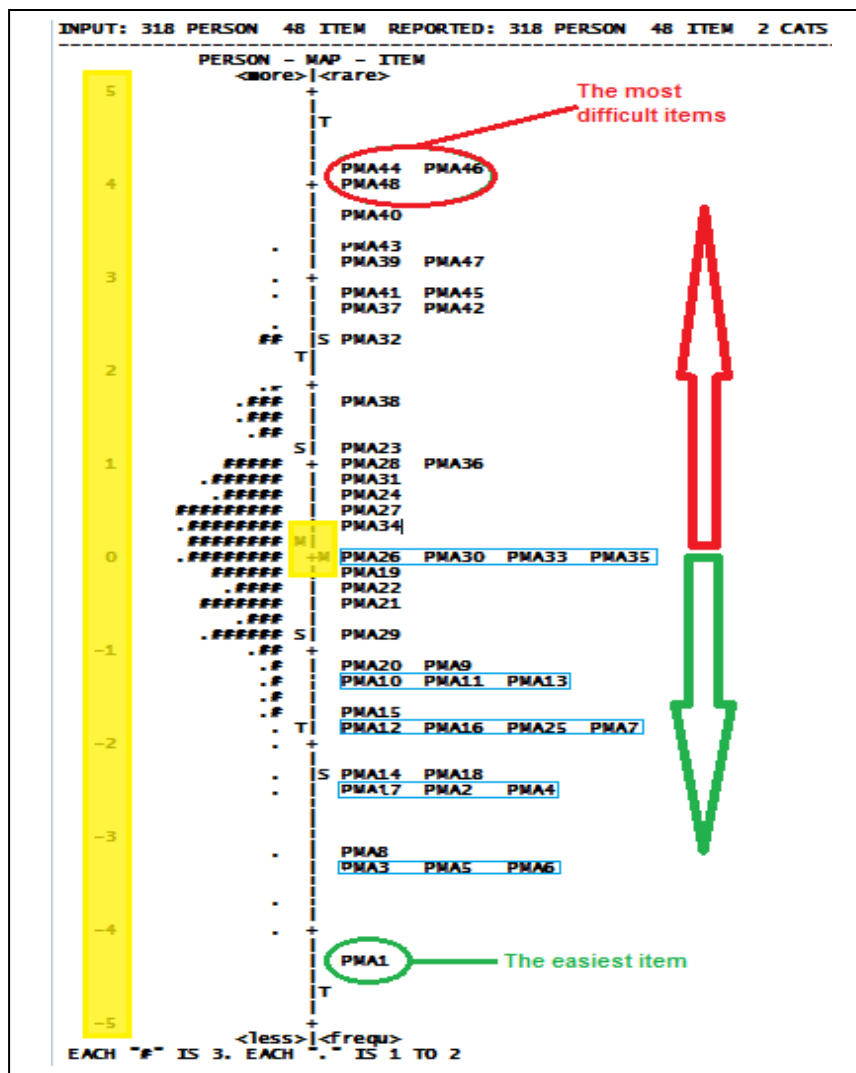 INPUT: 318 PERSON 48 ITEM REPORTED: 318 PERSON 48 ITEM 2 CATS
--------------------------------------------------------------------------------
PERSON - MAP - ITEM
<more>|<rare>
5 +
|
|T
The most
difficult items
|
|
| PMA44 PMA46
4 + PMA48
|
| PMA40
|
. | PMA43
| PMA39 PMA47
3 . +
. | PMA41 PMA45
| PMA37 PMA42
. |
## |S PMA32
T|
2 |
. +
.### | PMA38
.### |
.## |
S| PMA23
1 ##### + PMA28 PMA36
.###### | PMA31
.##### | PMA24
######### | PMA27
.######## | PMA34
######## M|
0 .######## +M PMA26 PMA30 PMA33 PMA35
###### | PMA19
.#### | PMA22
####### | PMA21
.### |
.###### S| PMA29
-1 .## +
.# | PMA20 PMA9
.# | PMA10 PMA11 PMA13
.# |
.# | PMA15
. T| PMA12 PMA16 PMA25 PMA7
-2 . +
|
. |S PMA14 PMA18
. | PMA17 PMA2 PMA4
|
|
-3 |
. | PMA8
| PMA3 PMA5 PMA6
|
. |
|
-4 . +
|
| PMA1 The easiest item
|
|T
|
-5 +
<less>|<frequ>
EACH "#" IS 3. EACH "." IS 1 TO 2